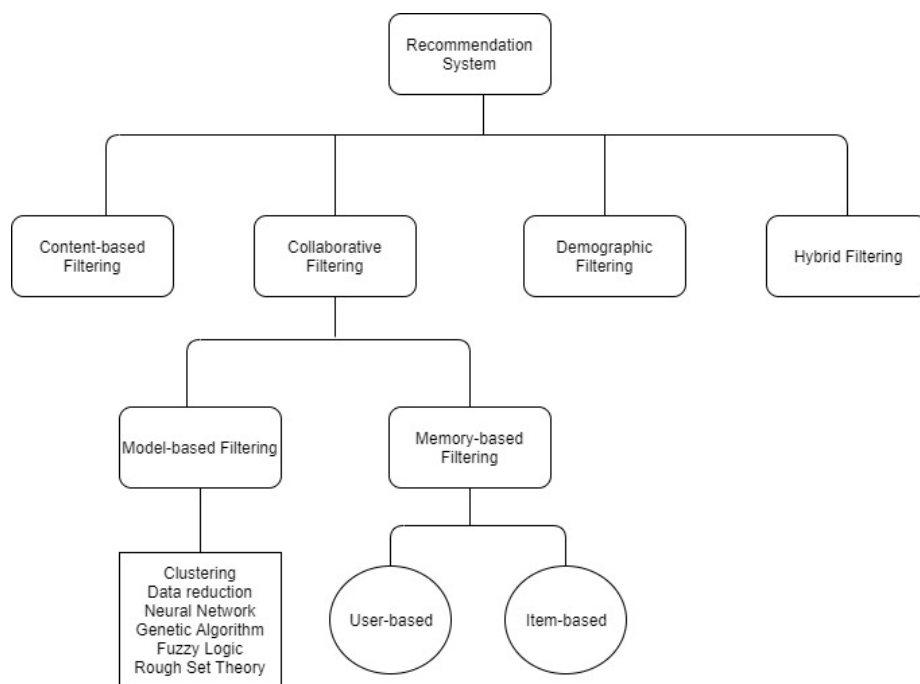 Recommendation
System
Content-based
Filtering
Collaborative
Filtering
Demographic
Filtering
Hybrid Filtering
Model-based Filtering
Memory-based
Filtering
Clustering
Data reduction
Neural Network
Genetic Algorithm
Fuzzy Logic
Rough Set Theory
User-based
Item-based